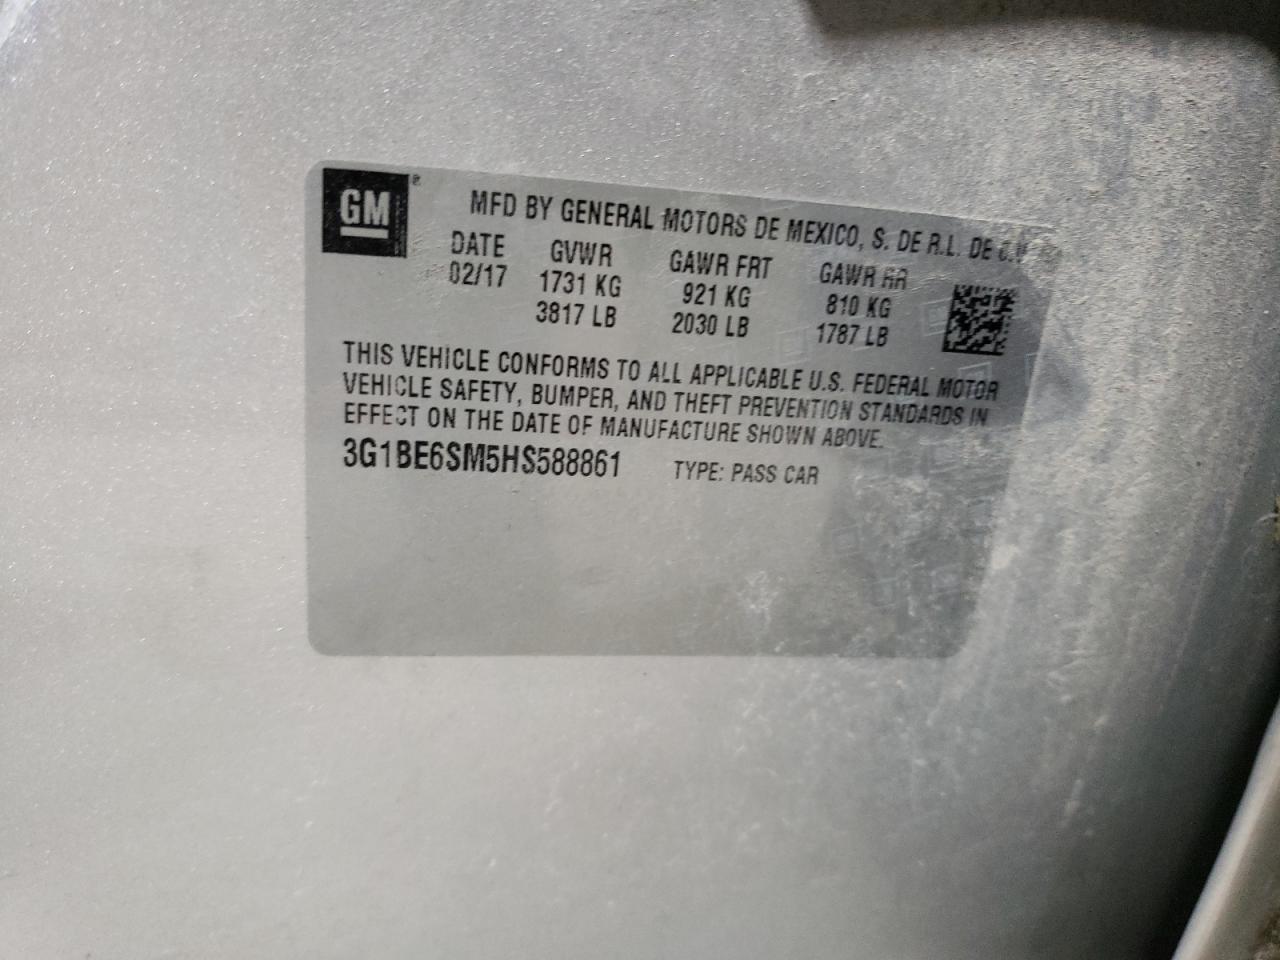 GM
MFD BY GENERAL MOTORS DE MEXICO, S. DE R.L. DE C.V
DATE GVWR GAWR FRT GAWR RR
02/17 1731 KG 921 KG 810 KG
3817 LB 2030 LB 1787 LB
THIS VEHICLE CONFORMS TO ALL APPLICABLE U.S. FEDERAL MOTOR
VEHICLE SAFETY, BUMPER, AND THEFT PREVENTION STANDARDS IN
EFFECT ON THE DATE OF MANUFACTURE SHOWN ABOVE.
3G1BE6SM5HS588861 TYPE: PASS CAR